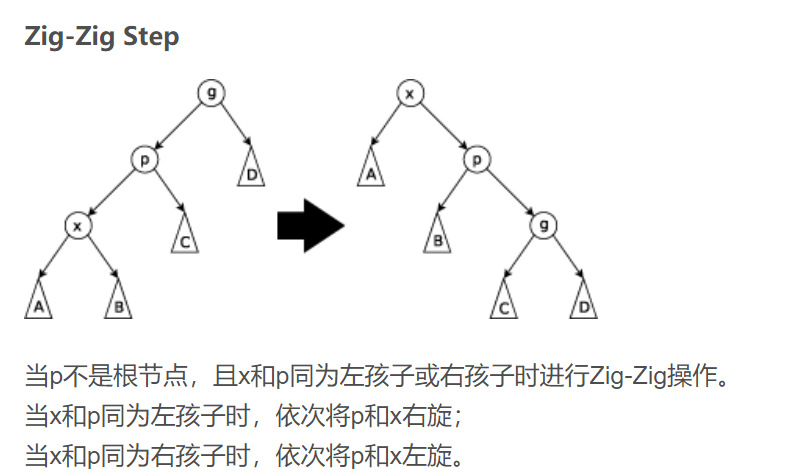 Zig-Zig Step
g x
p D A p
x C B g
A B C D
当p不是根节点，且x和p同为左孩子或右孩子时进行Zig-Zig操作。
当x和p同为左孩子时，依次将p和x右旋；
当x和p同为右孩子时，依次将p和x左旋。